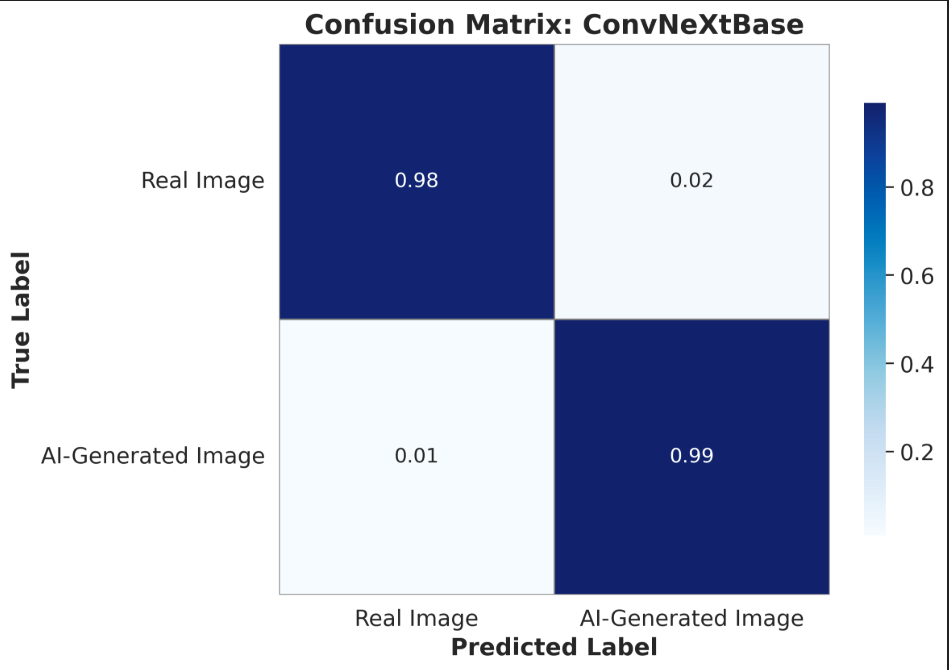 Confusion Matrix: ConvNeXtBase
True Label
Real Image
0.98
0.02
AI-Generated Image
0.01
0.99
Real Image
AI-Generated Image
Predicted Label
0.8
0.6
0.4
0.2